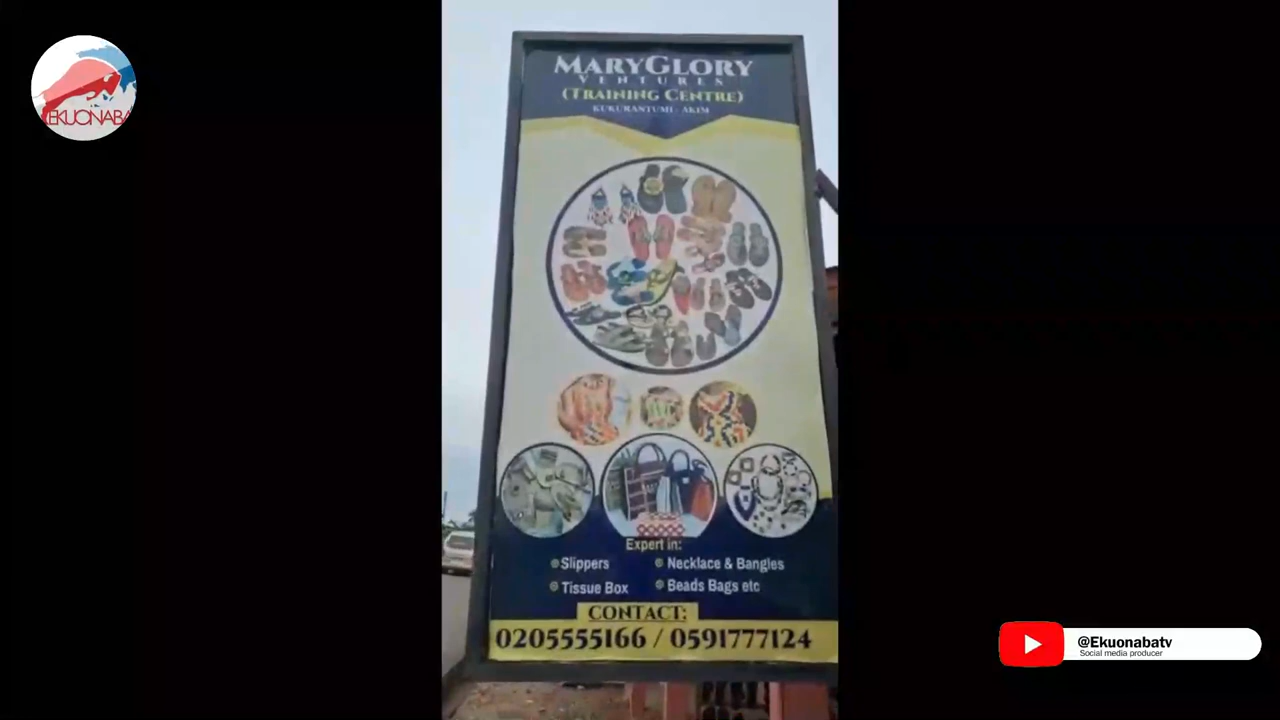 EKUONABA
MARYGLORY
VENTURES
(TRAINING CENTRE)
KUKURANTUMI - AKIM
Expert in:
Slippers
Necklace & Bangles
Tissue Box
Beads Bags etc
CONTACT:
0205555166 / 0591777124
@Ekuonabatv
Social media producer